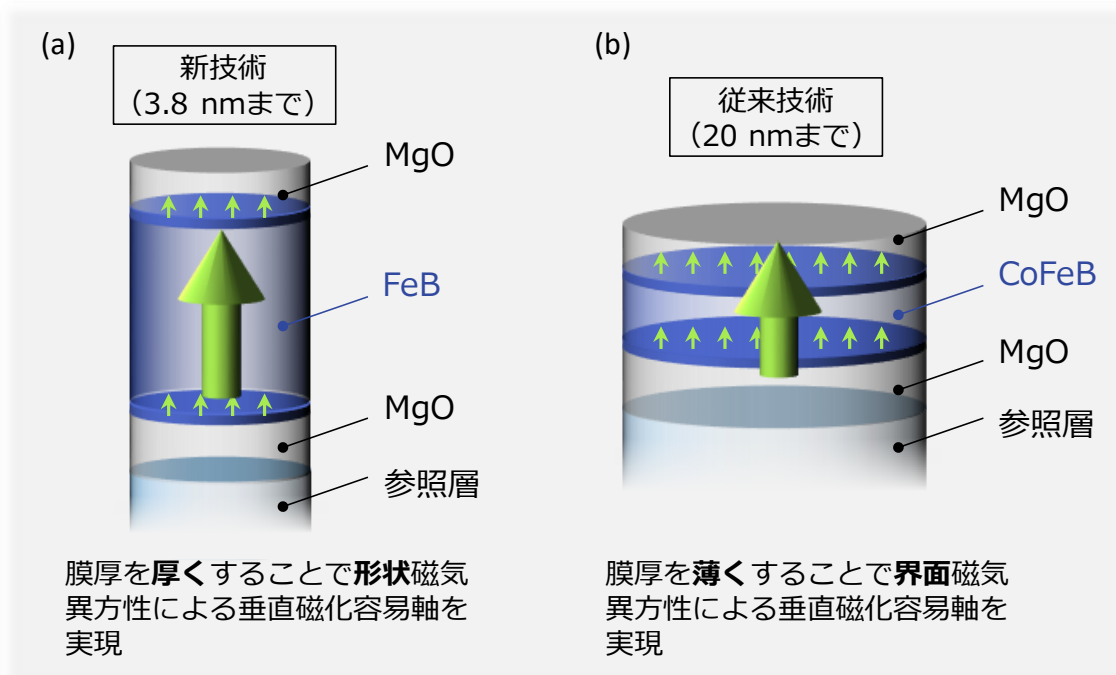 (a)
新技術
（3.8 nmまで）
MgO
FeB
MgO
参照層
膜厚を厚くすることで形状磁気
異方性による垂直磁化容易軸を
実現
(b)
従来技術
（20 nmまで）
MgO
CoFeB
MgO
参照層
膜厚を薄くすることで界面磁気
異方性による垂直磁化容易軸を
実現